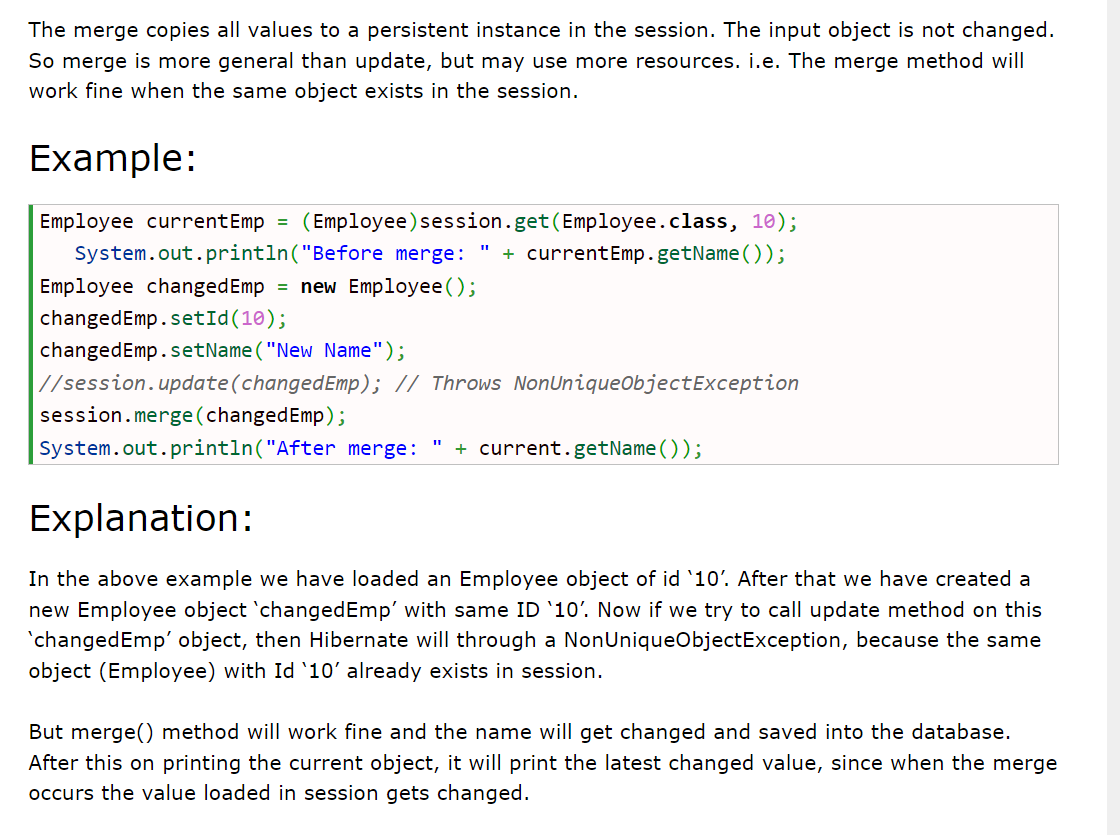 The merge copies all values to a persistent instance in the session. The input object is not changed.
So merge is more general than update, but may use more resources. i.e. The merge method will
work fine when the same object exists in the session.
Example:
Employee currentEmp = (Employee)session.get(Employee.class, 10);
   System.out.println("Before merge: " + currentEmp.getName());
Employee changedEmp = new Employee();
changedEmp.setId(10);
changedEmp.setName("New Name");
//session.update(changedEmp); // Throws NonUniqueObjectException
session.merge(changedEmp);
System.out.println("After merge: " + current.getName());
Explanation:
In the above example we have loaded an Employee object of id ‘10’. After that we have created a
new Employee object ‘changedEmp’ with same ID ‘10’. Now if we try to call update method on this
‘changedEmp’ object, then Hibernate will through a NonUniqueObjectException, because the same
object (Employee) with Id ‘10’ already exists in session.
But merge() method will work fine and the name will get changed and saved into the database.
After this on printing the current object, it will print the latest changed value, since when the merge
occurs the value loaded in session gets changed.